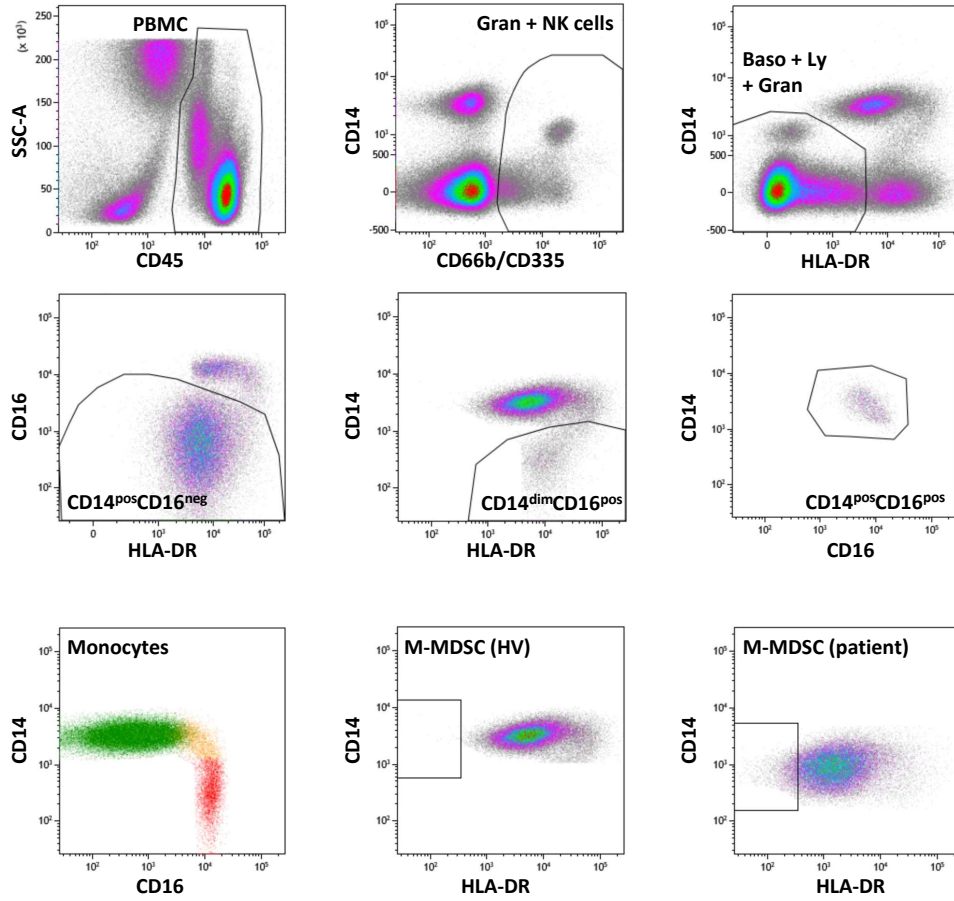 PBMC
(x 10³)
250
200
150
100
50
0
SSC-A
10² 10³ 10⁴ 10⁵
CD45
Gran + NK cells
10⁴
10³
500
0
-500
CD14
10² 10³ 10⁴ 10⁵
CD66b/CD335
Baso + Ly
+ Gran
10⁴
10³
500
0
-500
CD14
0 10³ 10⁴ 10⁵
HLA-DR
10⁵
10⁴
10³
10²
CD16
CD14posCD16neg
0 10³ 10⁴ 10⁵
HLA-DR
10⁵
10⁴
10³
10²
CD14
CD14dimCD16pos
10² 10³ 10⁴ 10⁵
HLA-DR
10⁵
10⁴
10³
10²
CD14
CD14posCD16pos
10² 10³ 10⁴ 10⁵
CD16
Monocytes
10⁵
10⁴
10³
10²
CD14
10² 10³ 10⁴ 10⁵
CD16
M-MDSC (HV)
10⁵
10⁴
10³
10²
CD14
10² 10³ 10⁴ 10⁵
HLA-DR
M-MDSC (patient)
10⁵
10⁴
10³
10²
CD14
10² 10³ 10⁴ 10⁵
HLA-DR